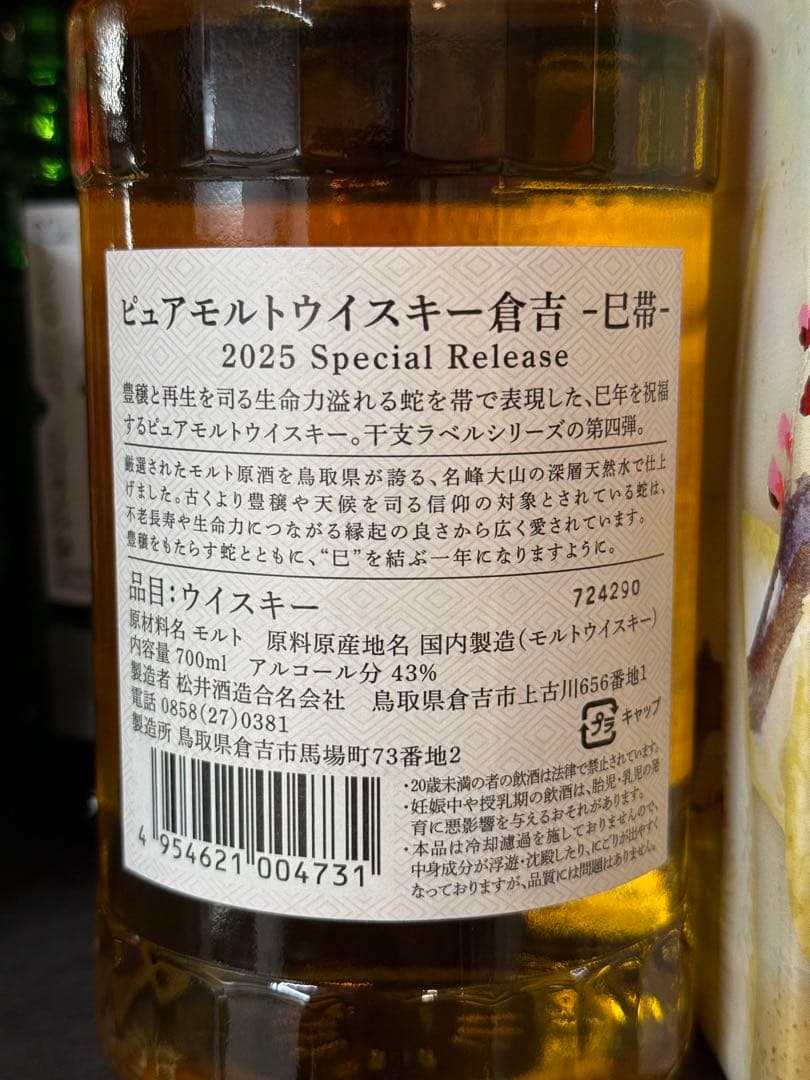 ピュアモルトウイスキー倉吉 -巳帯-
2025 Special Release
豊穣と再生を司る生命力溢れる蛇を帯で表現した、巳年を祝福
するピュアモルトウイスキー。干支ラベルシリーズの第四弾。
厳選されたモルト原酒を鳥取県が誇る、名峰大山の深層天然水で仕上
げました。古くより豊穣や天候を司る信仰の対象とされている蛇は、
不老長寿や生命力につながる縁起の良さから広く愛されています。
豊穣をもたらす蛇とともに、“巳”を結ぶ一年になりますように。
品目:ウイスキー 724290
原材料名 モルト 原料原産地名 国内製造(モルトウイスキー)
内容量 700ml アルコール分 43%
製造者 松井酒造合名会社 鳥取県倉吉市上古川656番地1
電話 0858(27)0381
製造所 鳥取県倉吉市馬場町73番地2
プラ キャップ
・20歳未満の者の飲酒は法律で禁止されています。
・妊娠中や授乳期の飲酒は、胎児・乳児の発
育に悪影響を与えるおそれがあります。
・本品は冷却濾過を施しておりませんので、
中身成分が浮遊・沈殿したり、にごりが出やすく
なっておりますが、品質には問題はありません。
4 954621 004731